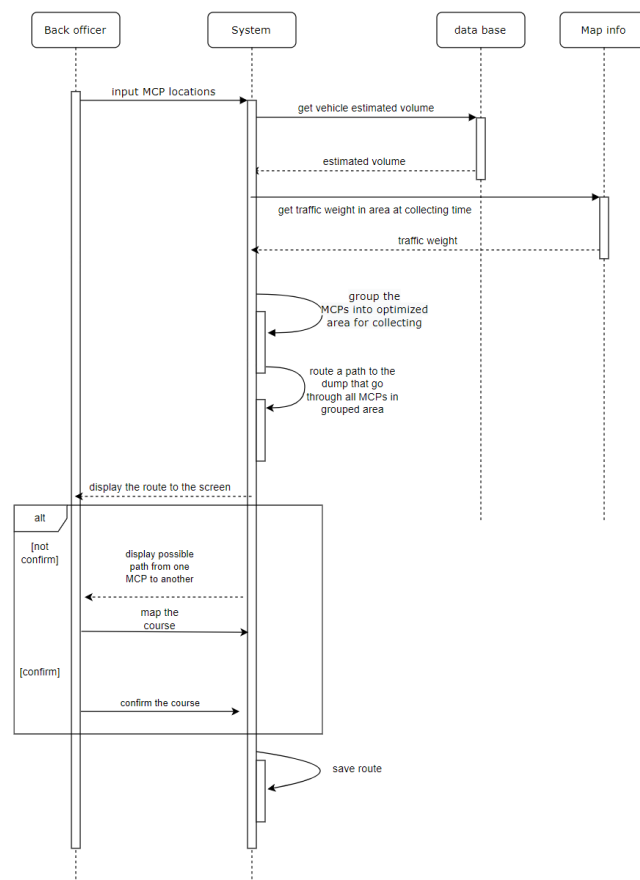 Back officer
System
data base
Map info
input MCP locations
get vehicle estimated volume
estimated volume
get traffic weight in area at collecting time
traffic weight
group the
MCPs into optimized
area for collecting
route a path to the
dump that go
through all MCPs in
grouped area
display the route to the screen
alt
[not
confirm]
display possible
path from one
MCP to another
map the
course
[confirm]
confirm the course
save route